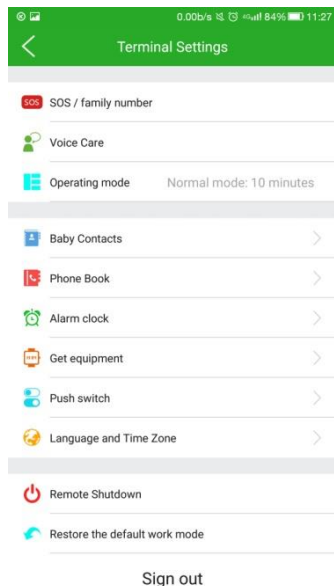 0.00b/s 84% 11:27
Terminal Settings
SOS SOS / family number
Voice Care
Operating mode Normal mode: 10 minutes
Baby Contacts
Phone Book
Alarm clock
Get equipment
Push switch
Language and Time Zone
Remote Shutdown
Restore the default work mode
Sign out